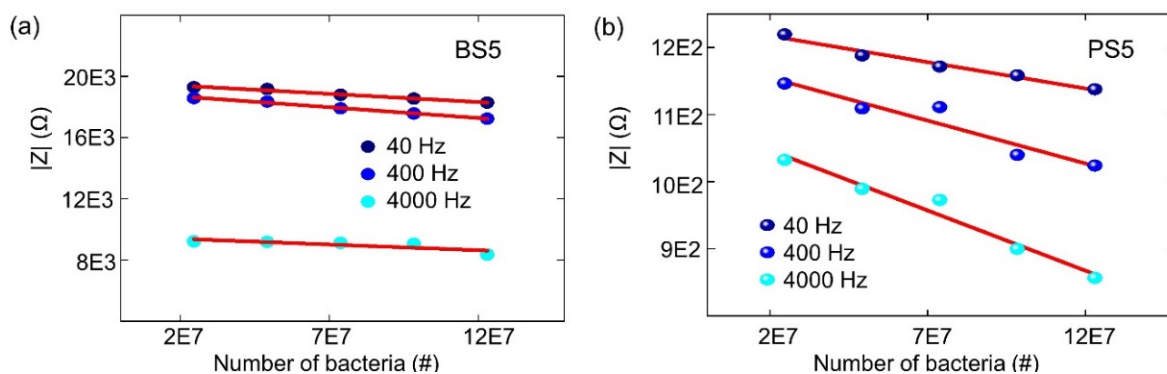 (a)
BS5
|Z| (Ω)
20E3
16E3
12E3
8E3
40 Hz
400 Hz
4000 Hz
2E7 7E7 12E7
Number of bacteria (#)
(b)
PS5
|Z| (Ω)
12E2
11E2
10E2
9E2
40 Hz
400 Hz
4000 Hz
2E7 7E7 12E7
Number of bacteria (#)